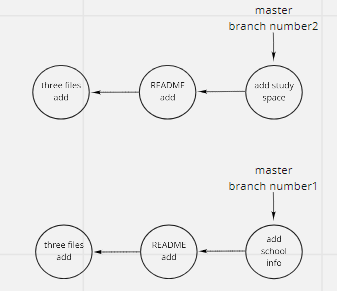 master
branch number2
three files
add
README
add
add study
space
master
branch number1
three files
add
README
add
add
school
info